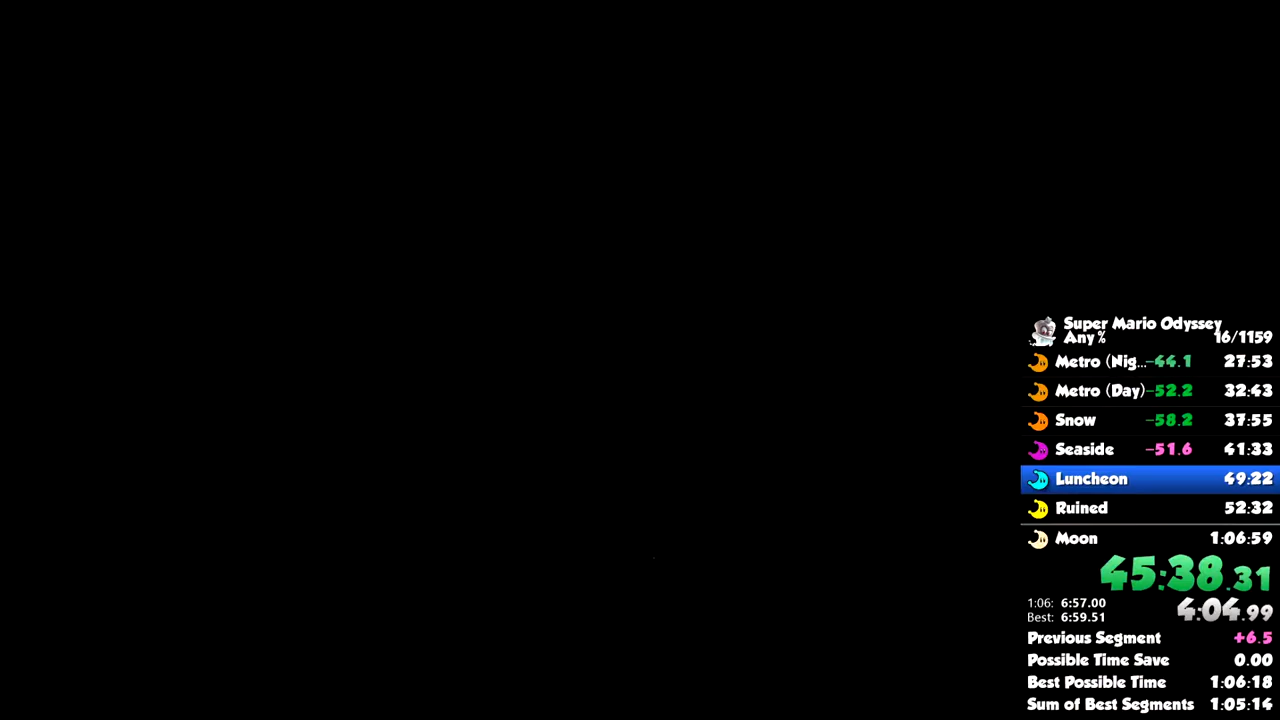 Super Mario Odyssey
Any% 16/1159
Metro (Nig... -44.1 27:53
Metro (Day) -52.2 32:43
Snow -58.2 37:55
Seaside -51.6 41:33
Luncheon 49:22
Ruined 52:32
Moon 1:06:59
45:38.31
1:06: 6:57.00
4:04.99
Best: 6:59.51
Previous Segment +6.5
Possible Time Save 0.00
Best Possible Time 1:06:18
Sum of Best Segments 1:05:14